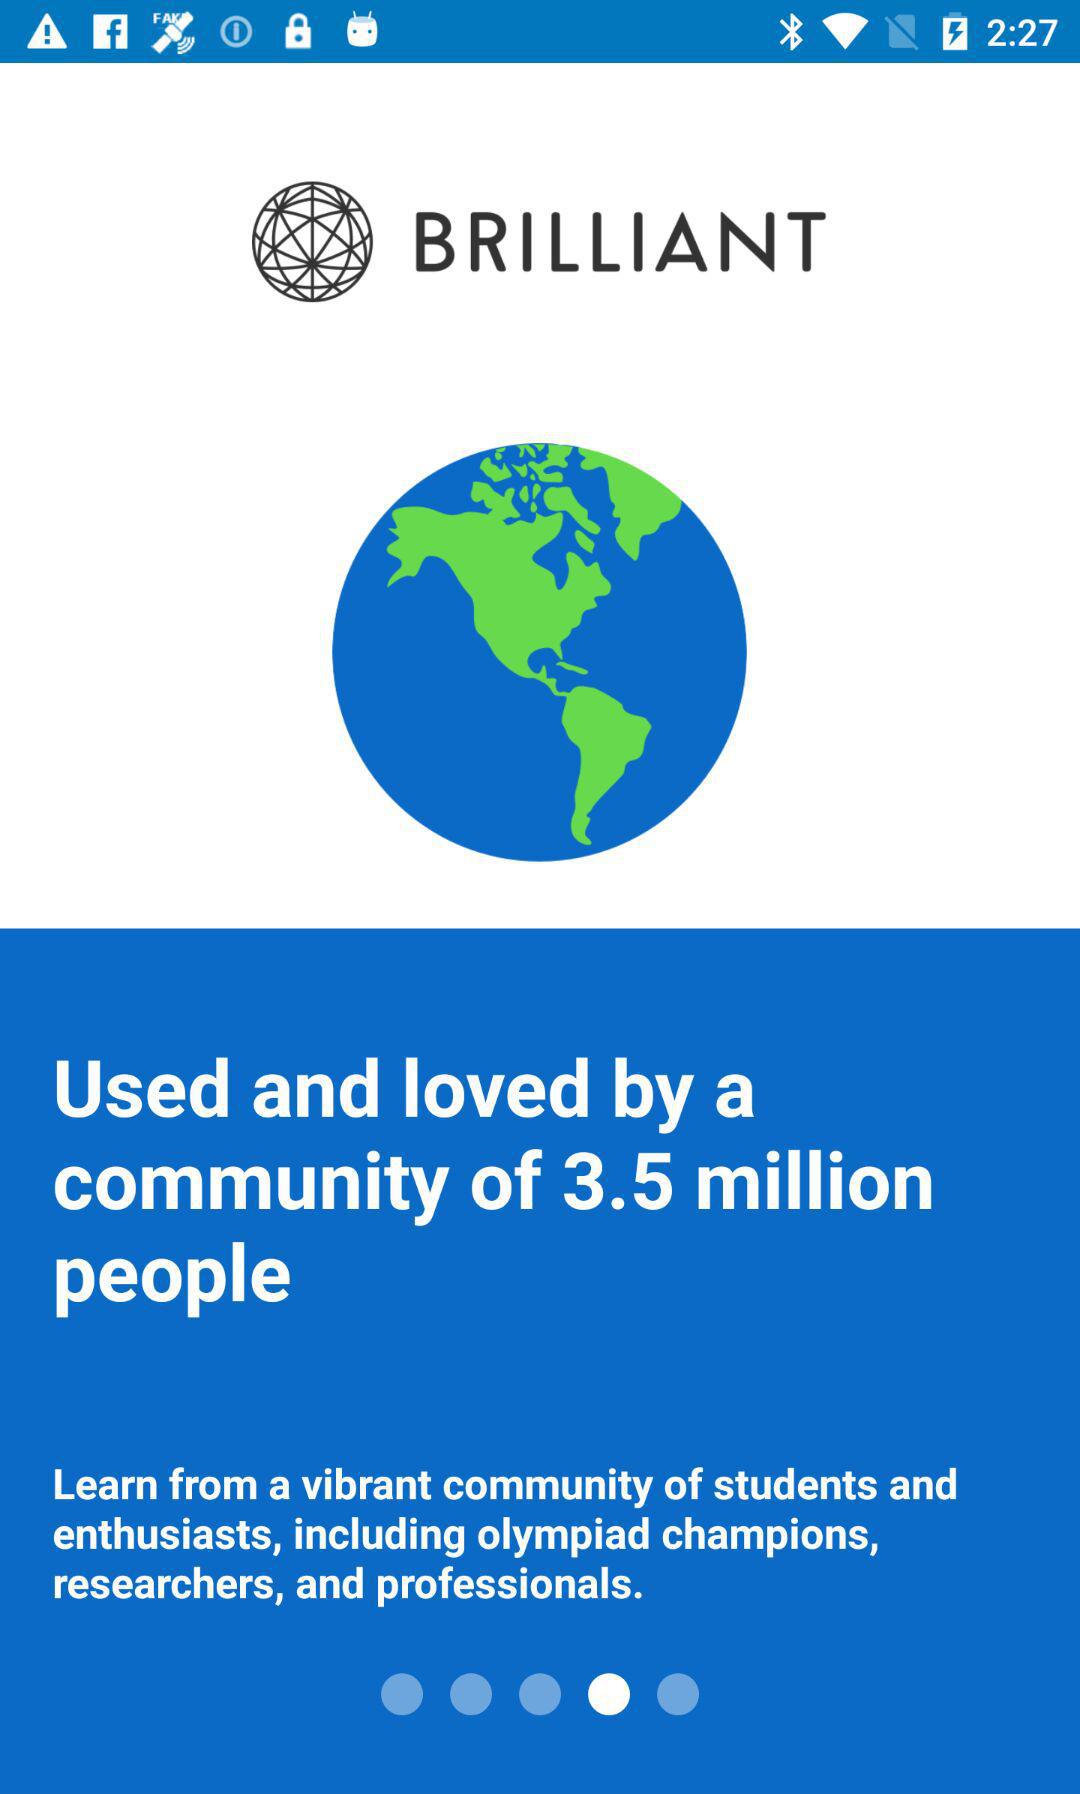 FAKE
2:27
BRILLIANT
Used and loved by a
community of 3.5 million
people
Learn from a vibrant community of students and
enthusiasts, including olympiad champions,
researchers, and professionals.